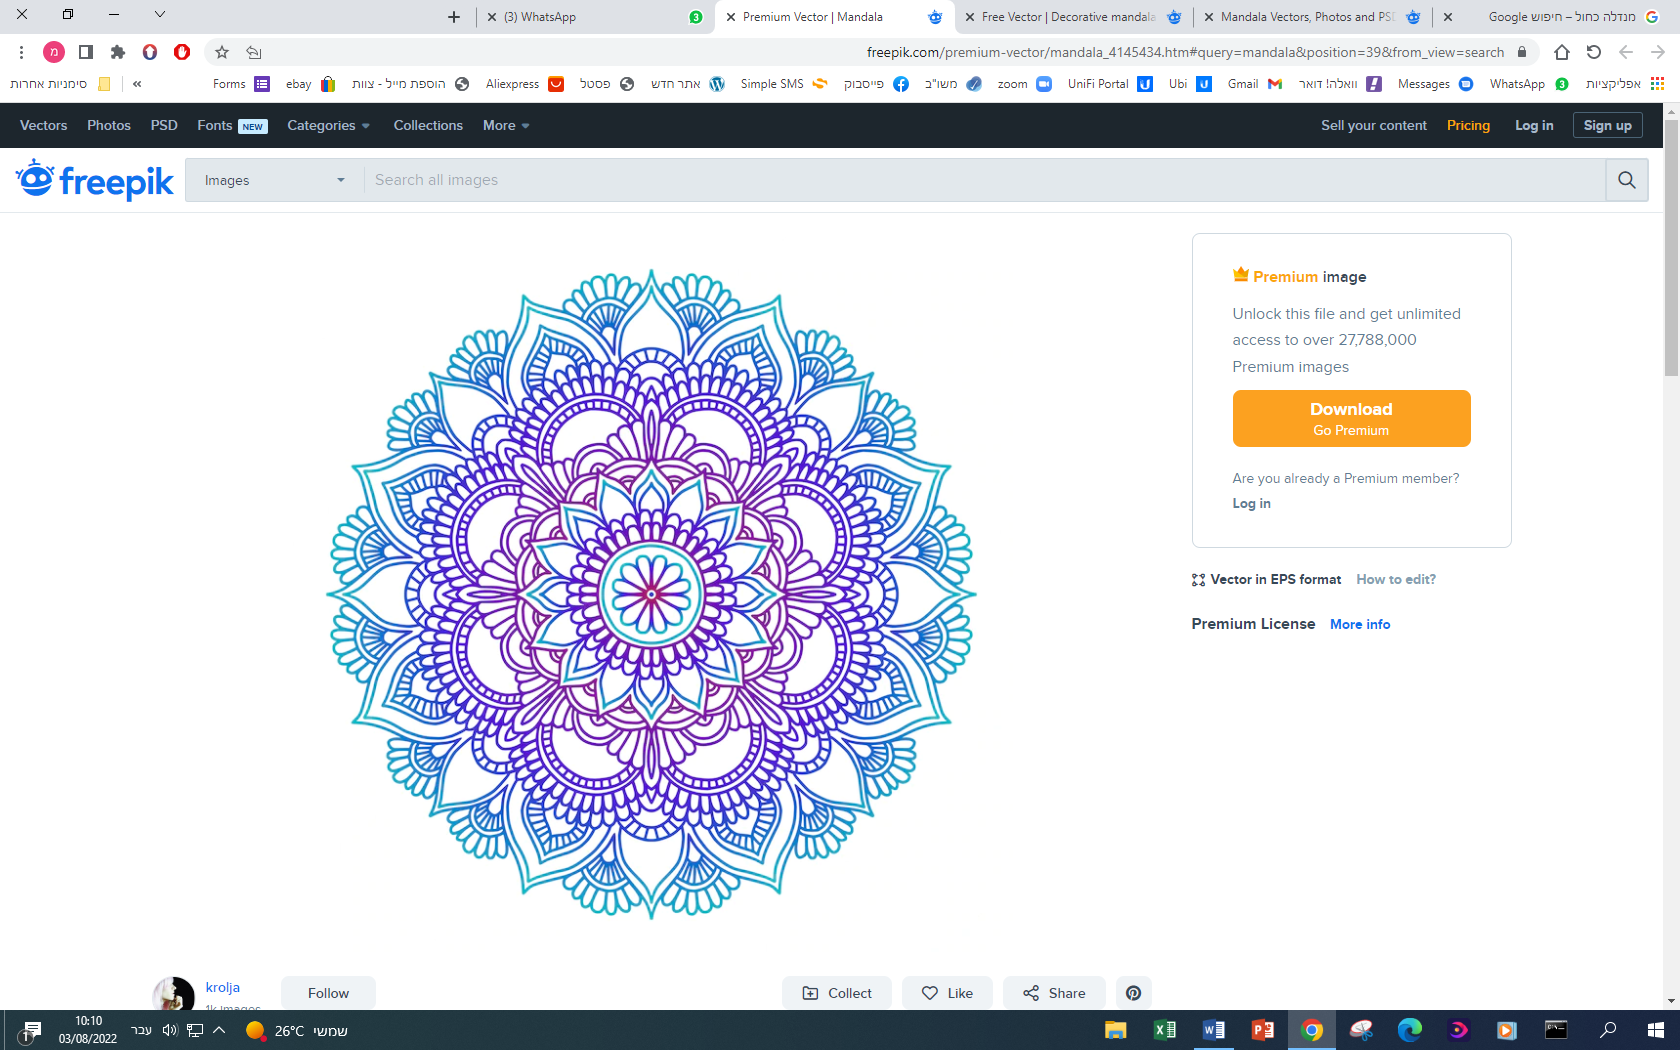 (3) WhatsApp
Premium Vector | Mandala
Free Vector | Decorative mandala
Mandala Vectors, Photos and PSD
מנדלה כחול – חיפוש Google
freepik.com/premium-vector/mandala_4145434.htm#query=mandala&position=39&from_view=search
סימניות אחרות
Forms
ebay
הוספת מייל - צוות
Aliexpress
פסטל
אתר חדש
Simple SMS
פייסבוק
משו"ב
zoom
UniFi Portal
Ubi
Gmail
וואלה! דואר
Messages
WhatsApp
אפליקציות
Vectors Photos PSD Fonts NEW Categories Collections More
Sell your content Pricing Log in Sign up
freepik
Images
Search all images
Premium image
Unlock this file and get unlimited
access to over 27,788,000
Premium images
Download
Go Premium
Are you already a Premium member?
Log in
Vector in EPS format How to edit?
Premium License More info
krolja
1k images
Follow
Collect
Like
Share
10:10
03/08/2022
עבר
26°C שמשי